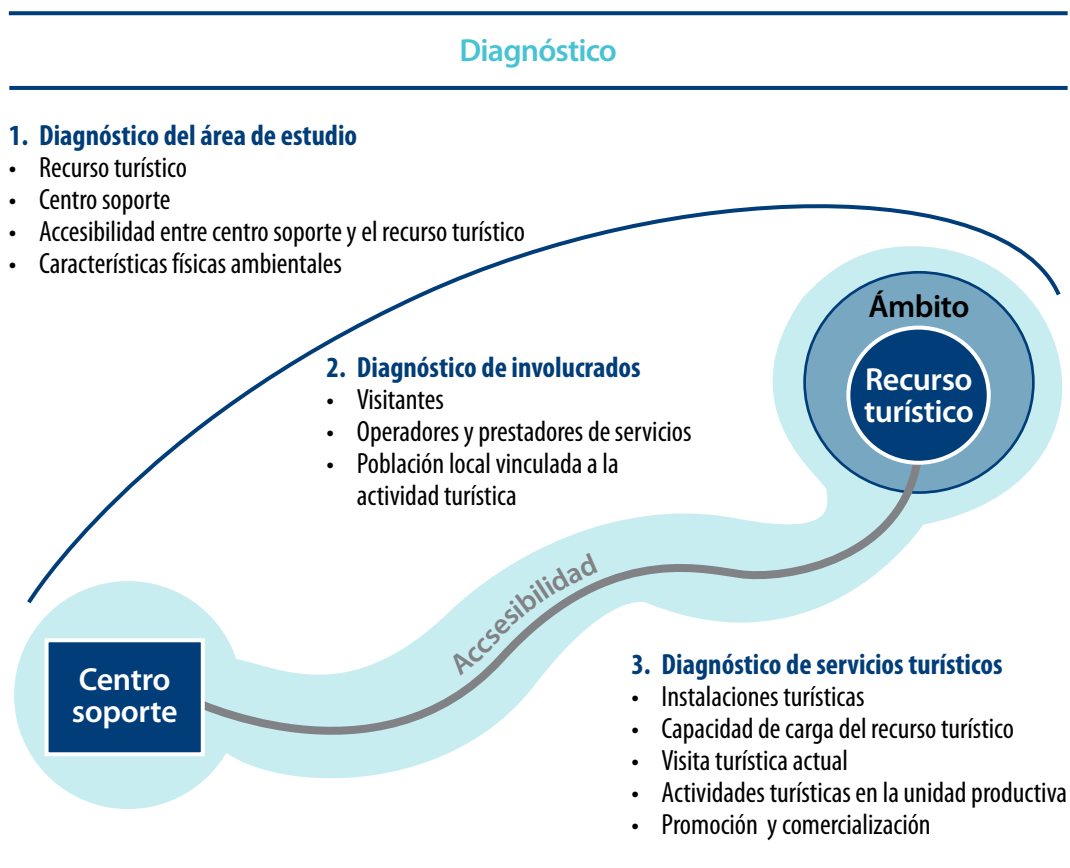 Diagnóstico
1. Diagnóstico del área de estudio
• Recurso turístico
• Centro soporte
• Accesibilidad entre centro soporte y el recurso turístico
• Características físicas ambientales
Ámbito
Recurso
turístico
2. Diagnóstico de involucrados
• Visitantes
• Operadores y prestadores de servicios
• Población local vinculada a la
actividad turística
Accsesibilidad
Centro
soporte
3. Diagnóstico de servicios turísticos
• Instalaciones turísticas
• Capacidad de carga del recurso turístico
• Visita turística actual
• Actividades turísticas en la unidad productiva
• Promoción y comercialización